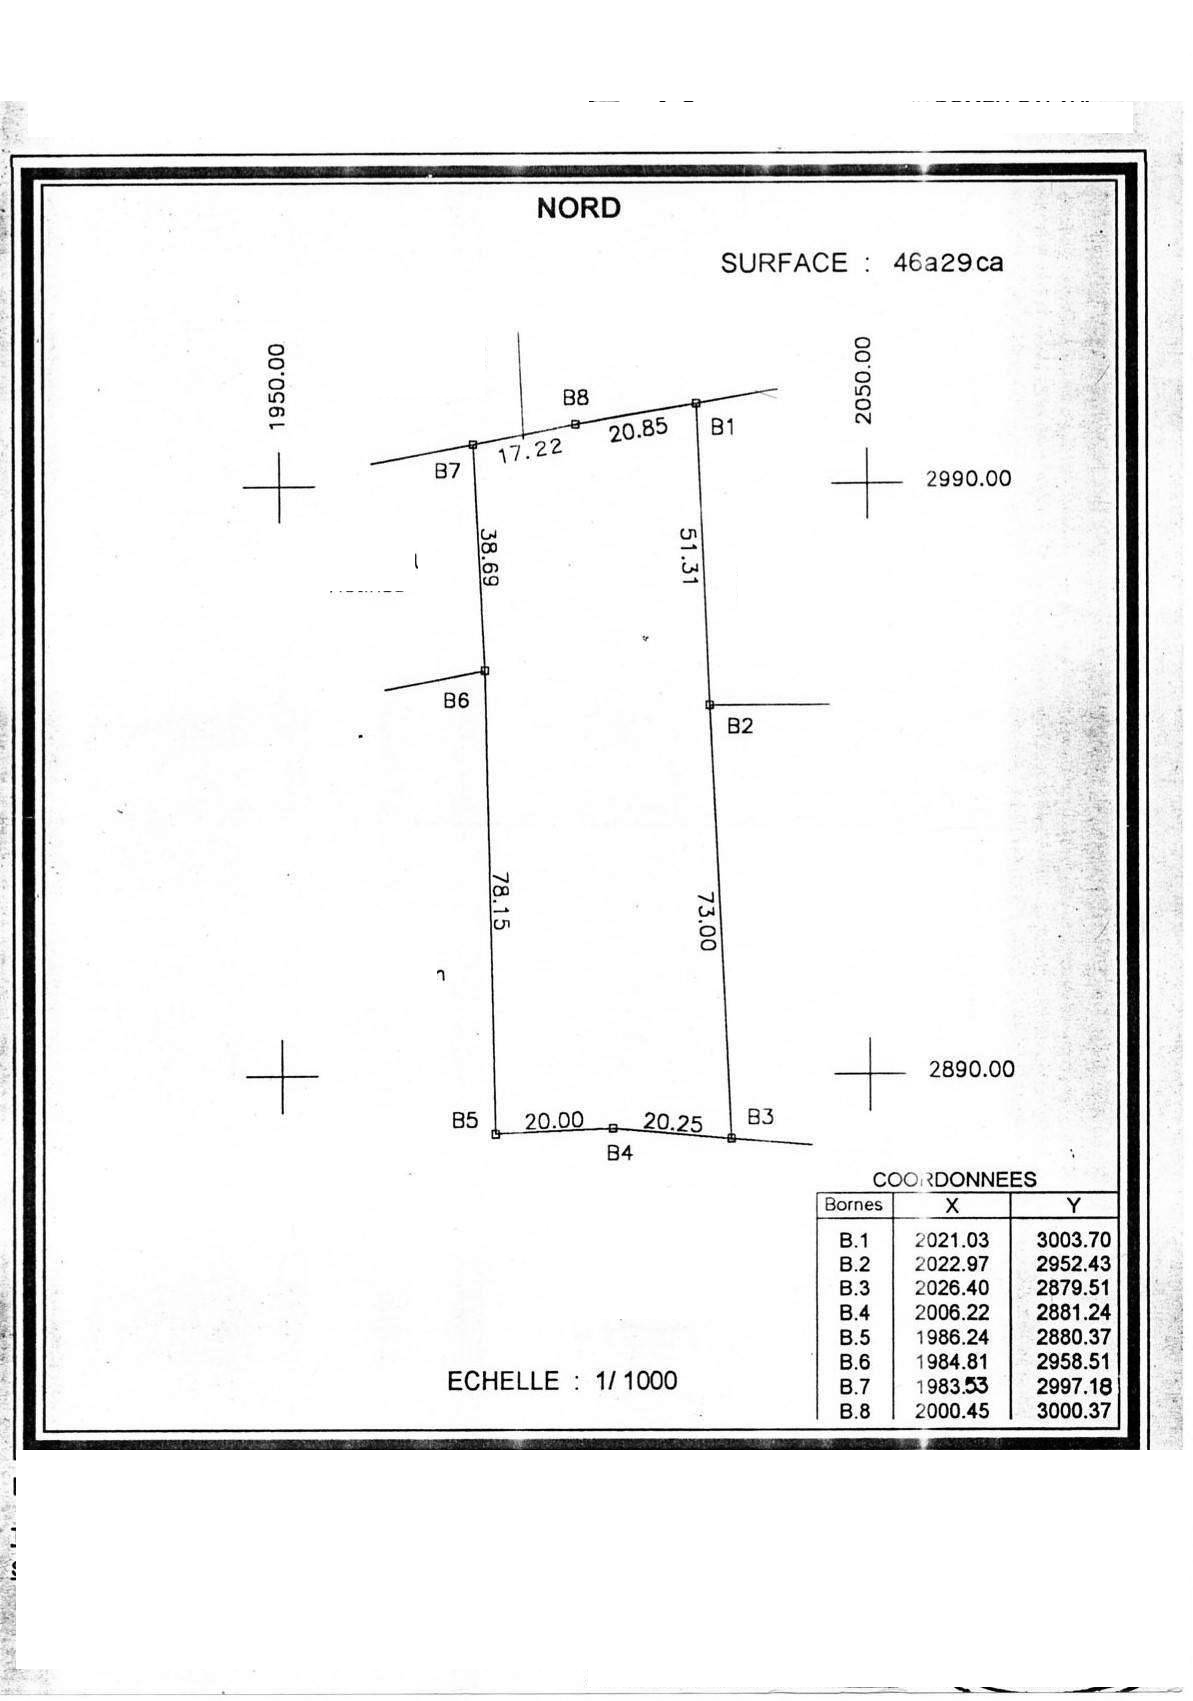 NORD
SURFACE : 46a29ca
1950.00
2050.00
B8
20.85
B1
17.22
B7
2990.00
38.69
51.31
B6
B2
78.15
73.00
2890.00
B5
20.00
20.25
B3
B4
COORDONNEES
Bornes X Y
B.1 2021.03 3003.70
B.2 2022.97 2952.43
B.3 2026.40 2879.51
B.4 2006.22 2881.24
B.5 1986.24 2880.37
B.6 1984.81 2958.51
B.7 1983.53 2997.18
B.8 2000.45 3000.37
ECHELLE : 1/1000